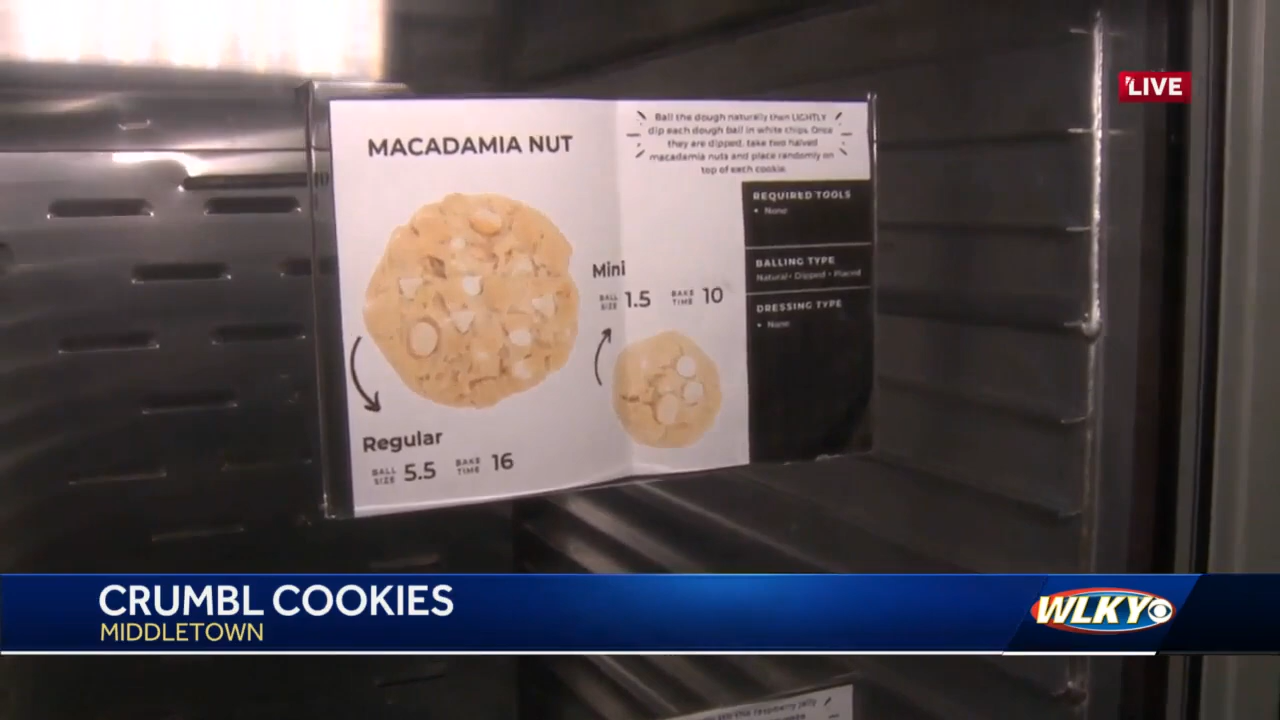 LIVE
MACADAMIA NUT
Ball the dough naturally then LIGHTLY
dip each dough ball in white chips. Once
they are dipped, take two halved
macadamia nuts and place randomly on
top of each cookie.
REQUIRED TOOLS
• None
BALLING TYPE
Natural • Dipped • Placed
DRESSING TYPE
• None
Mini
BALL SIZE 1.5 BAKE TIME 10
Regular
BALL SIZE 5.5 BAKE TIME 16
CRUMBL COOKIES
MIDDLETOWN
WLKY
raspberry jelly